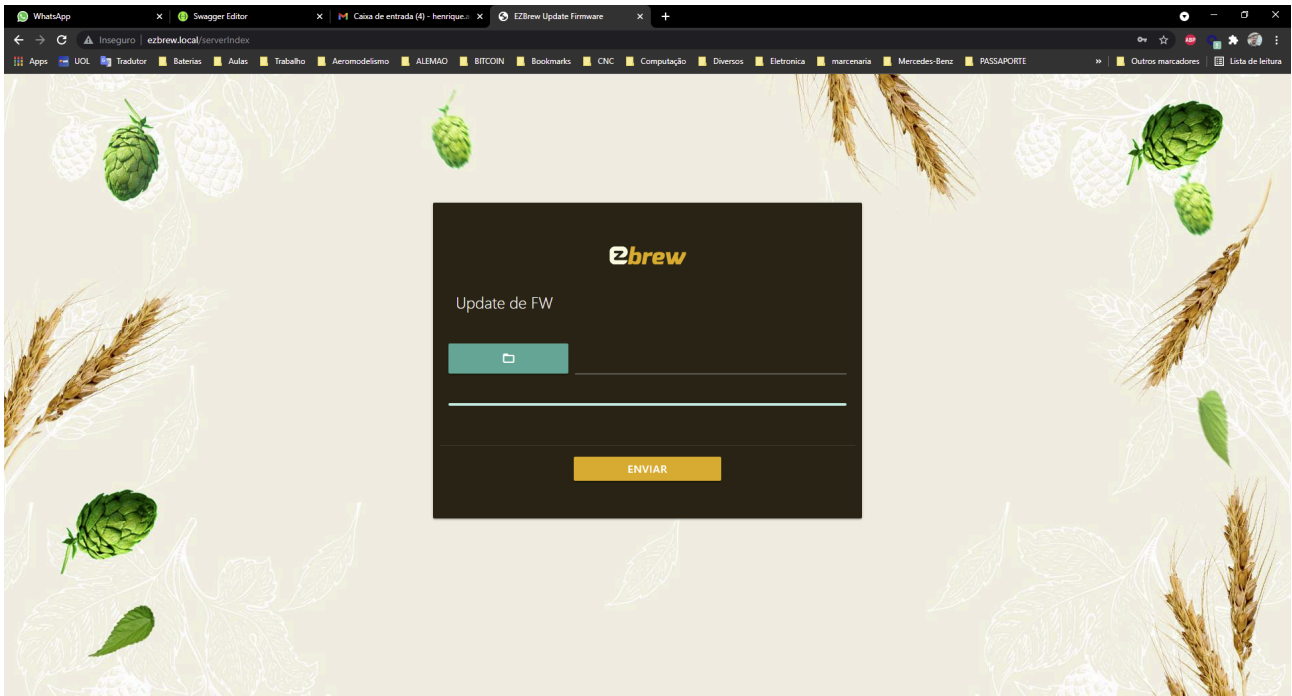 WhatsApp
Swagger Editor
Caixa de entrada (4) - henrique.
EZBrew Update Firmware
Inseguro | ezbrew.local/serverIndex
Apps UOL Tradutor Baterias Aulas Trabalho Aeromodelismo ALEMAO BITCOIN Bookmarks CNC Computação Diversos Eletronica marcenaria Mercedes-Benz PASSAPORTE » Outros marcadores Lista de leitura
ezbrew
Update de FW
ENVIAR